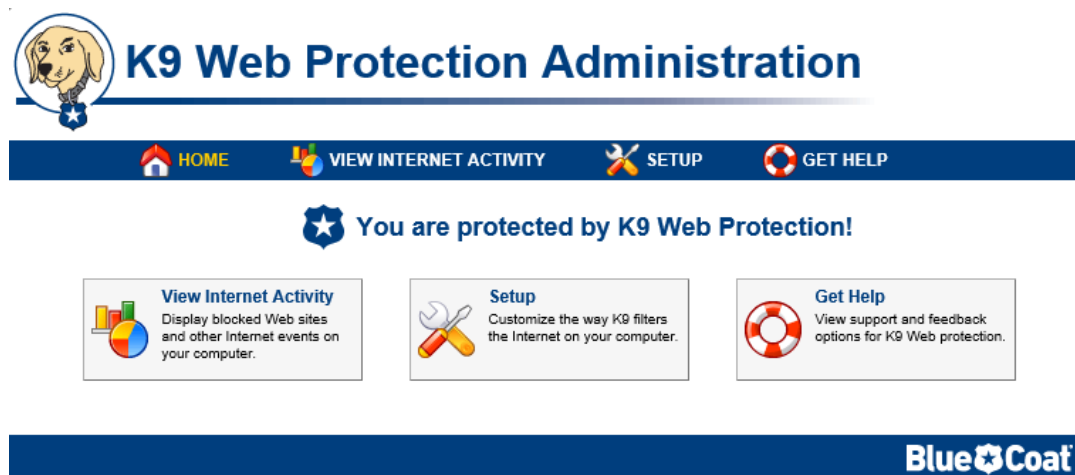 K9 Web Protection Administration
HOME
VIEW INTERNET ACTIVITY
SETUP
GET HELP
You are protected by K9 Web Protection!
View Internet Activity
Display blocked Web sites
and other Internet events on
your computer.
Setup
Customize the way K9 filters
the Internet on your computer.
Get Help
View support and feedback
options for K9 Web protection.
Blue Coat